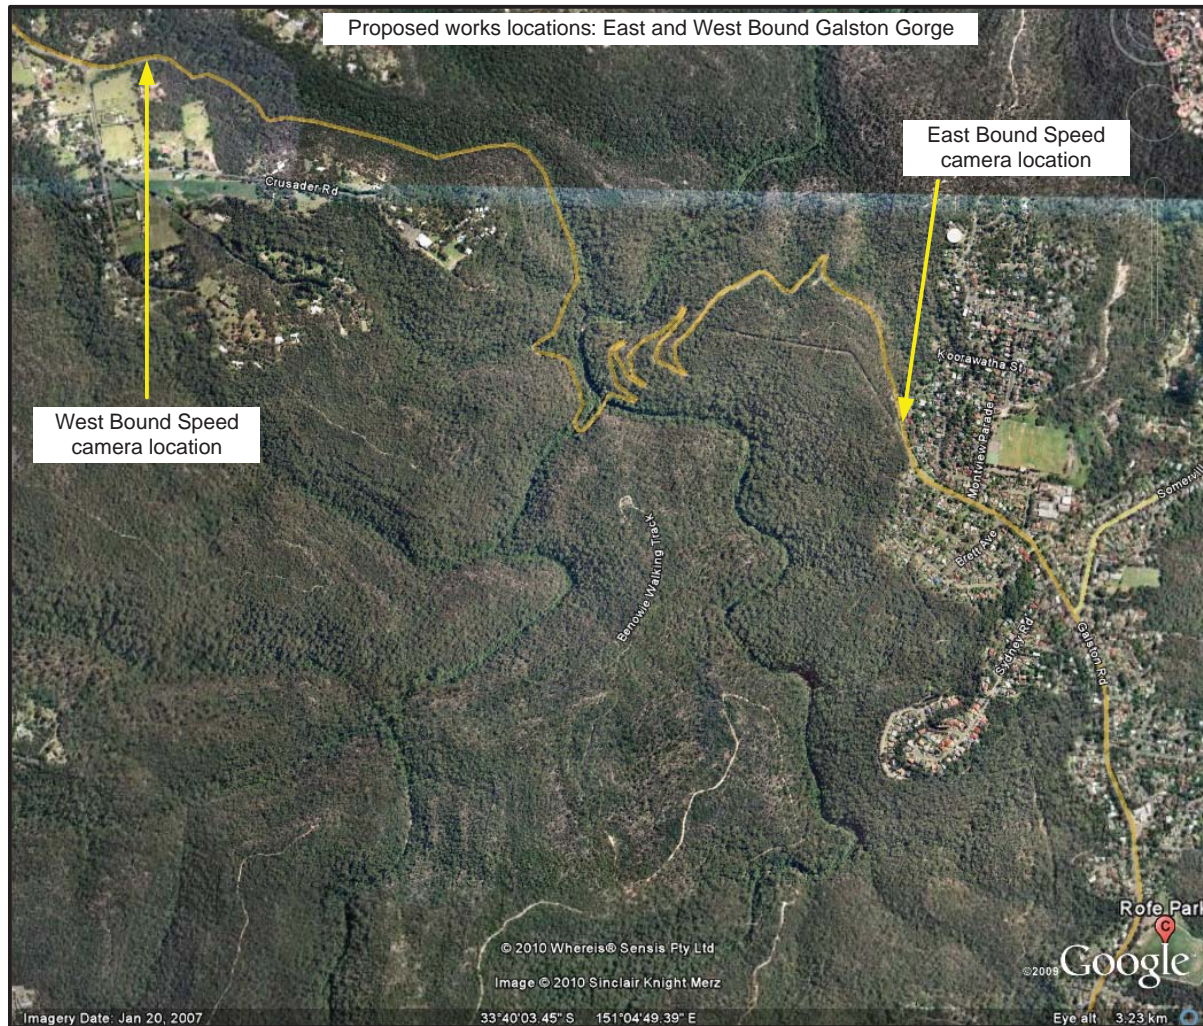 Proposed works locations: East and West Bound Galston Gorge
East Bound Speed
camera location
Crusader Rd
Koorawatha St
Montview Parade
West Bound Speed
camera location
Brett Ave
Benowie Walking Track
Sydney Rd
Galston Rd
Rofe Park
C
© 2010 Whereis® Sensis Pty Ltd
©2009 Google
Image © 2010 Sinclair Knight Merz
Imagery Date: Jan 20, 2007
33°40'03.45" S 151°04'49.39" E
Eye alt 3.23 km